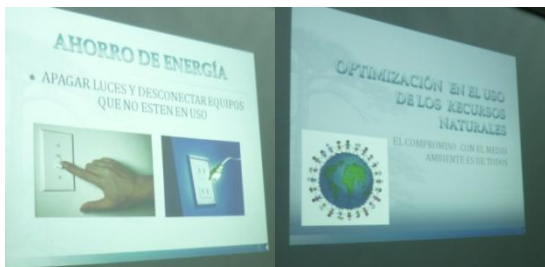 AHORRO DE ENERGÍA
• APAGAR LUCES Y DESCONECTAR EQUIPOS
QUE NO ESTEN EN USO
OPTIMIZACIÓN EN EL USO
DE LOS RECURSOS
NATURALES
EL COMPROMISO CON EL MEDIO
AMBIENTE ES DE TODOS